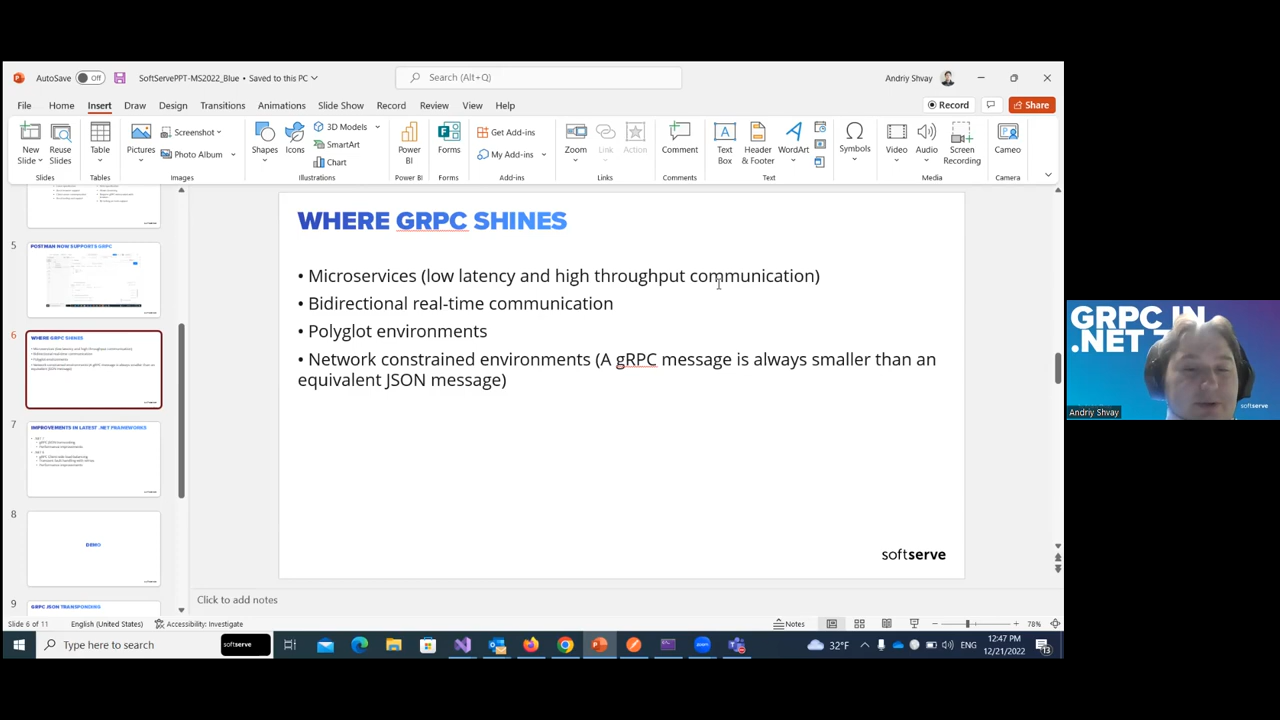 AutoSave Off SoftServePPT-MS2022_Blue • Saved to this PC Search (Alt+Q) Andriy Shvay
File Home Insert Draw Design Transitions Animations Slide Show Record Review View Help Record Share
New Slide Reuse Slides Table Pictures Screenshot Photo Album Shapes Icons 3D Models SmartArt Chart Power BI Forms Get Add-ins My Add-ins Zoom Link Action Comment Text Box Header & Footer WordArt Symbols Video Audio Screen Recording Cameo
Slides Tables Images Illustrations Power BI Forms Add-ins Links Comments Text Media Camera
5
POSTMAN NOW SUPPORTS GRPC
6
WHERE GRPC SHINES
7
IMPROVEMENTS IN LATEST .NET FRAMEWORKS
8
DEMO
9
GRPC JSON TRANSPONDING
WHERE GRPC SHINES
• Microservices (low latency and high throughput communication)
• Bidirectional real-time communication
• Polyglot environments
• Network constrained environments (A gRPC message is always smaller than an
equivalent JSON message)
softserve
Click to add notes
Slide 6 of 11 English (United States) Accessibility: Investigate Notes 78%
Type here to search softserve 32°F ENG 12:47 PM
12/21/2022
13
GRPC IN
.NET
softserve
Andriy Shvay